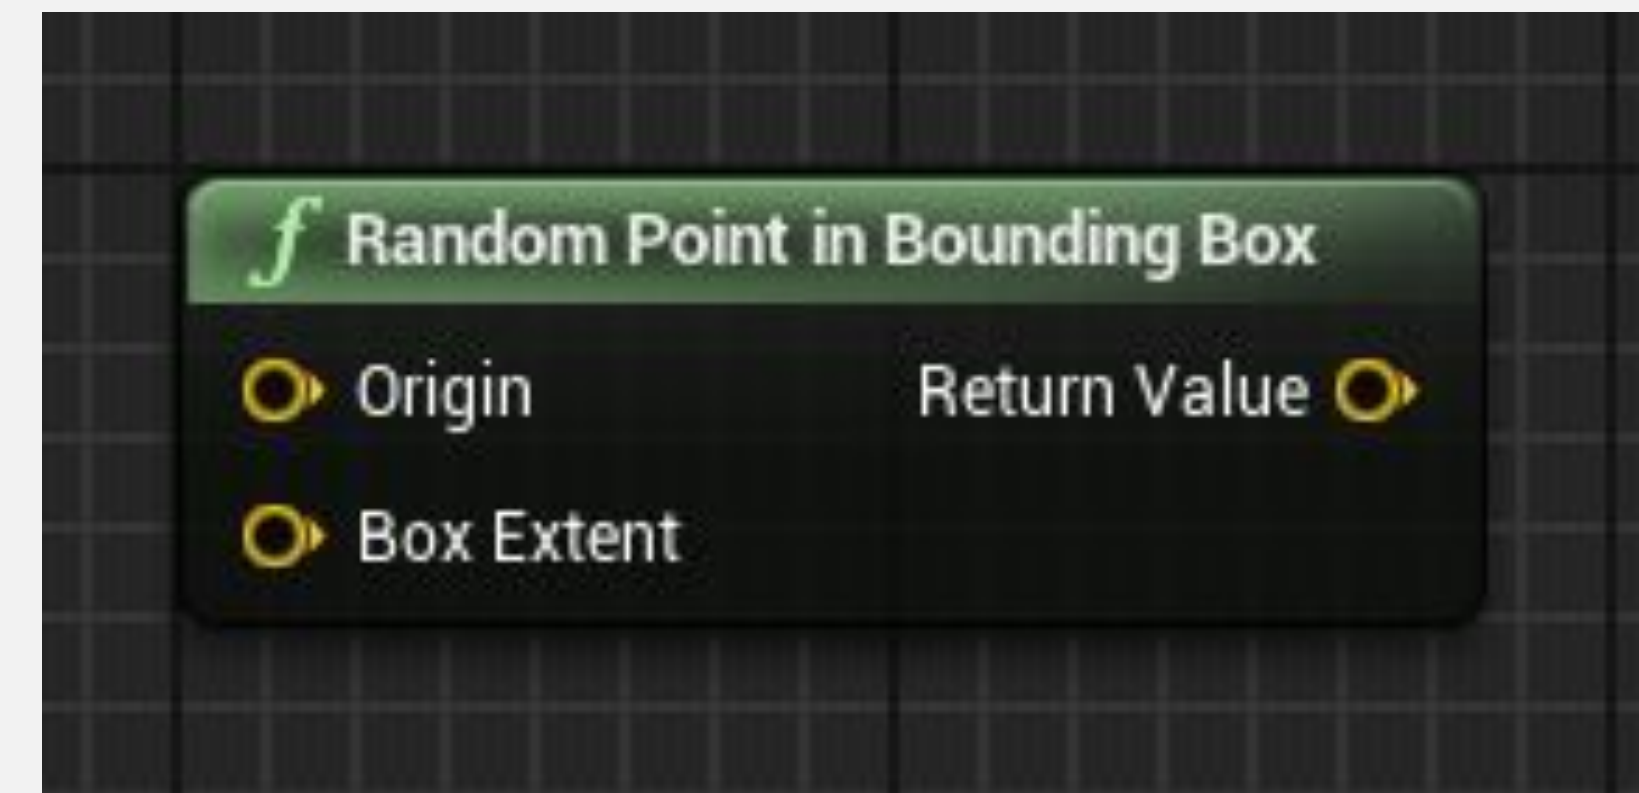 f Random Point in Bounding Box
Origin
Return Value
Box Extent